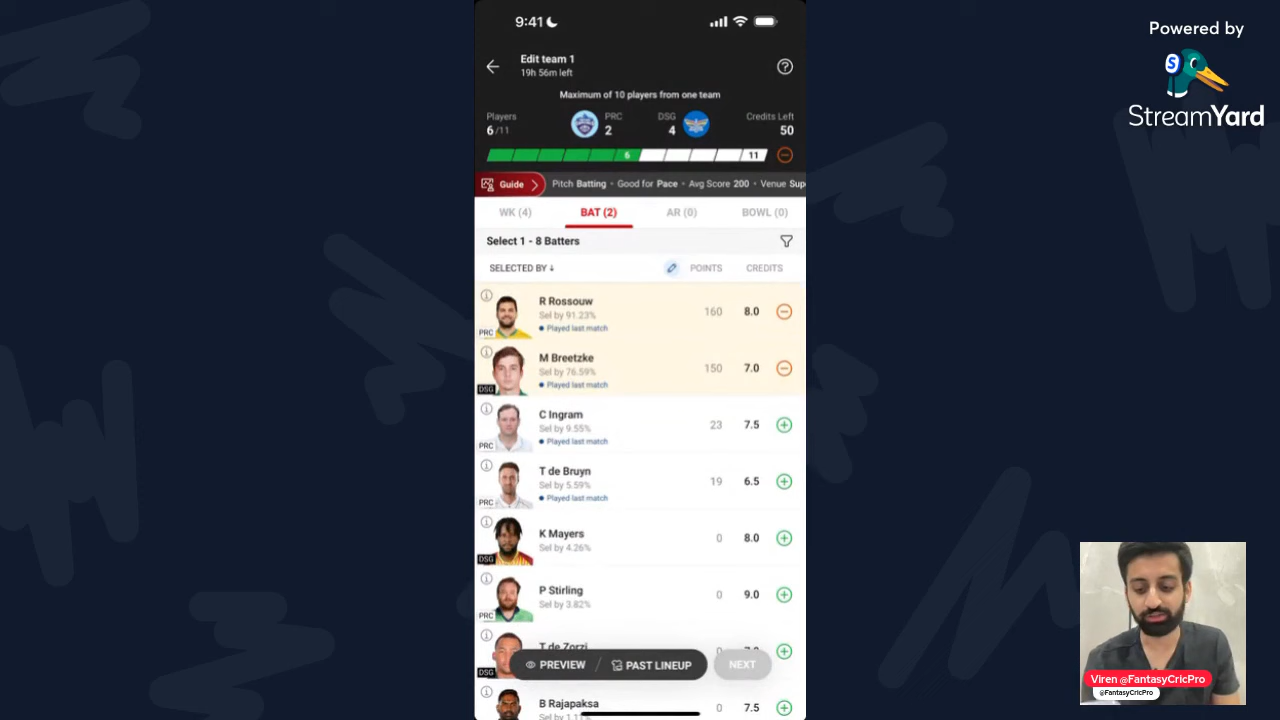 9:41
Edit team 1
19h 56m left
Maximum of 10 players from one team
Players
6/11
PRC
2
DSG
4
Credits Left
50
6
11
Guide
Pitch Batting • Good for Pace • Avg Score 200 • Venue Sup
WK (4)
BAT (2)
AR (0)
BOWL (0)
Select 1 - 8 Batters
SELECTED BY ↓
POINTS
CREDITS
R Rossouw
Sel by 91.23%
Played last match
PRC
160
8.0
M Breetzke
Sel by 76.59%
Played last match
DSG
150
7.0
C Ingram
Sel by 9.55%
Played last match
PRC
23
7.5
T de Bruyn
Sel by 5.59%
Played last match
PRC
19
6.5
K Mayers
Sel by 4.26%
DSG
0
8.0
P Stirling
Sel by 3.82%
PRC
0
9.0
T de Zorzi
DSG
PREVIEW
PAST LINEUP
NEXT
B Rajapaksa
0
7.5
Powered by
S
StreamYard
Viren @FantasyCricPro
@FantasyCricPro